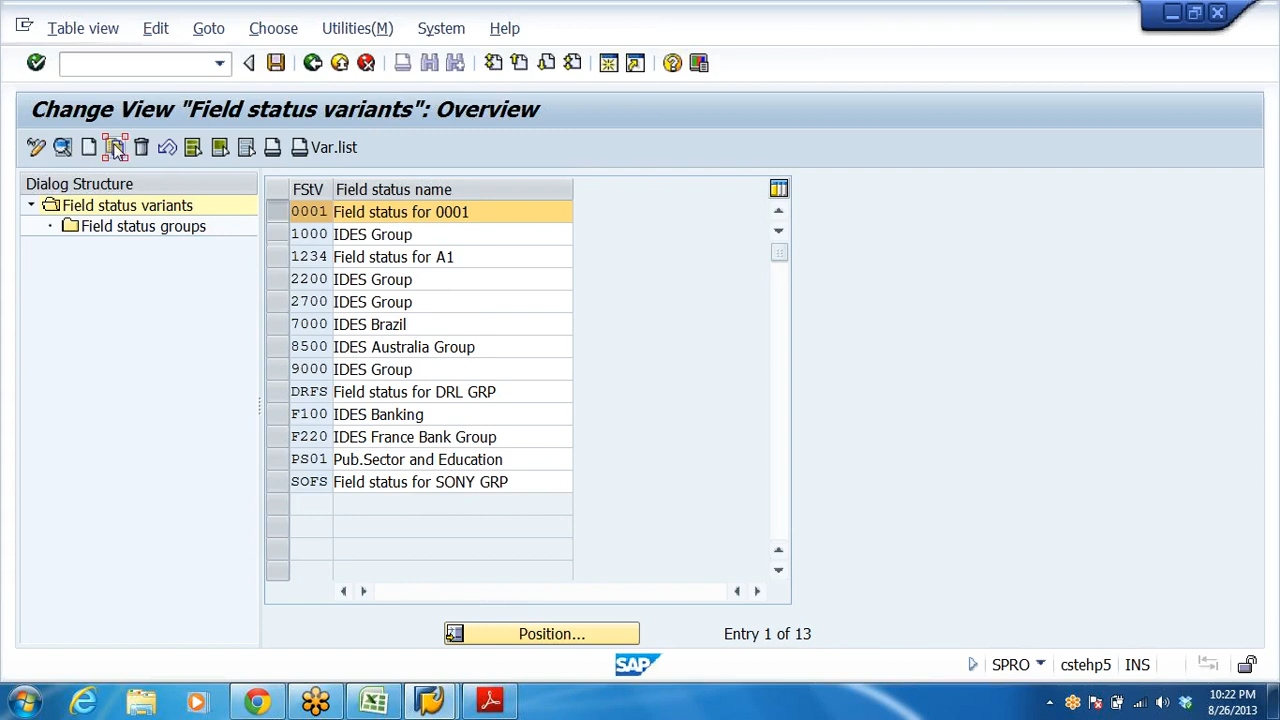 Table view Edit Goto Choose Utilities(M) System Help
Change View "Field status variants": Overview
Var.list
Dialog Structure
Field status variants
Field status groups
FStV Field status name
0001 Field status for 0001
1000 IDES Group
1234 Field status for A1
2200 IDES Group
2700 IDES Group
7000 IDES Brazil
8500 IDES Australia Group
9000 IDES Group
DRFS Field status for DRL GRP
F100 IDES Banking
F220 IDES France Bank Group
PS01 Pub.Sector and Education
SOFS Field status for SONY GRP
Position... Entry 1 of 13
SAP SPRO cstehp5 INS
10:22 PM
8/26/2013